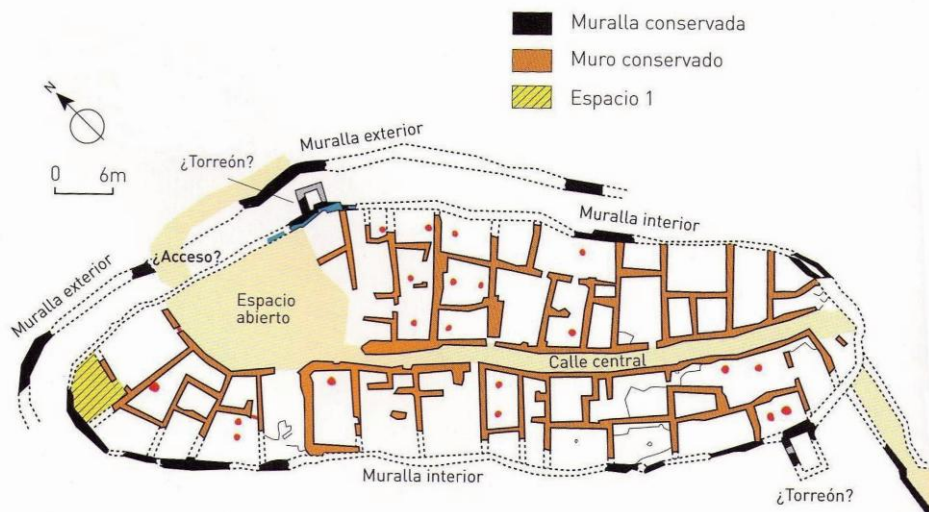 Muralla conservada
Muro conservado
Espacio 1
N
0 6m
Muralla exterior
¿Torreón?
Muralla interior
¿Acceso?
Muralla exterior
Espacio
abierto
Calle central
Muralla interior
¿Torreón?